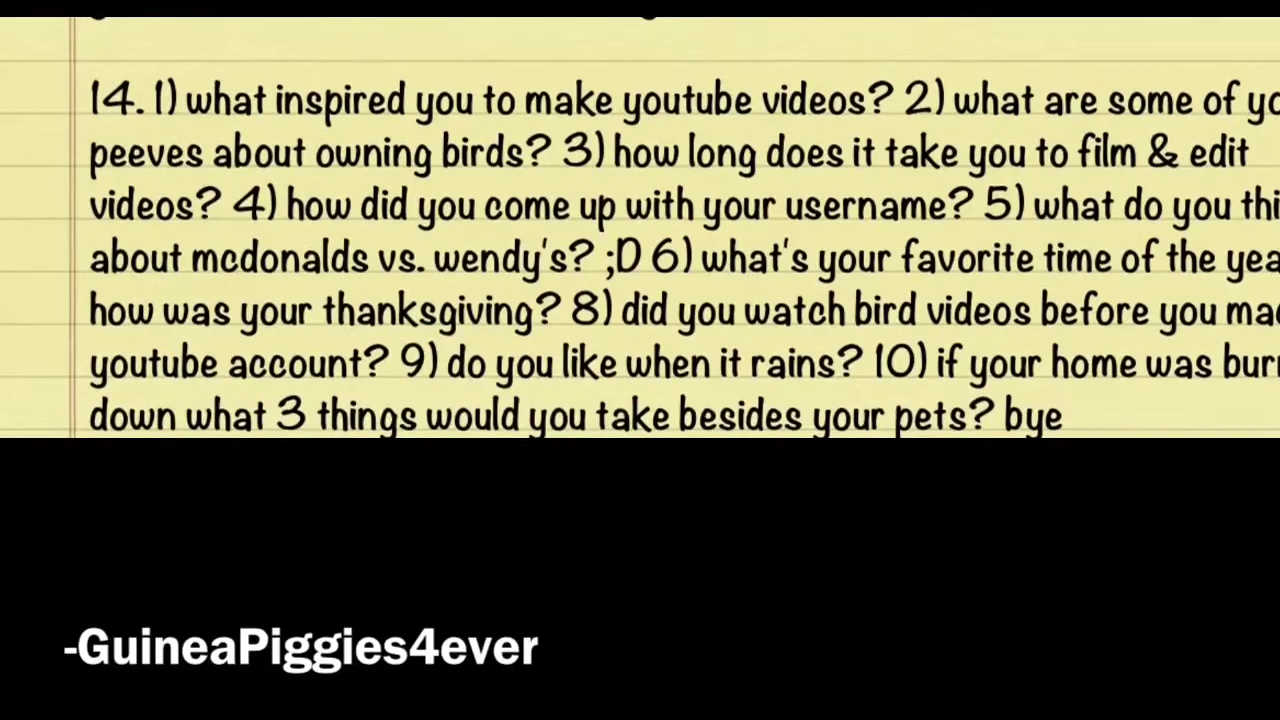 14. 1) what inspired you to make youtube videos? 2) what are some of yo
peeves about owning birds? 3) how long does it take you to film & edit
videos? 4) how did you come up with your username? 5) what do you thi
about mcdonalds vs. wendy's? ;D 6) what's your favorite time of the yea
how was your thanksgiving? 8) did you watch bird videos before you mad
youtube account? 9) do you like when it rains? 10) if your home was burn
down what 3 things would you take besides your pets? bye
-GuineaPiggies4ever